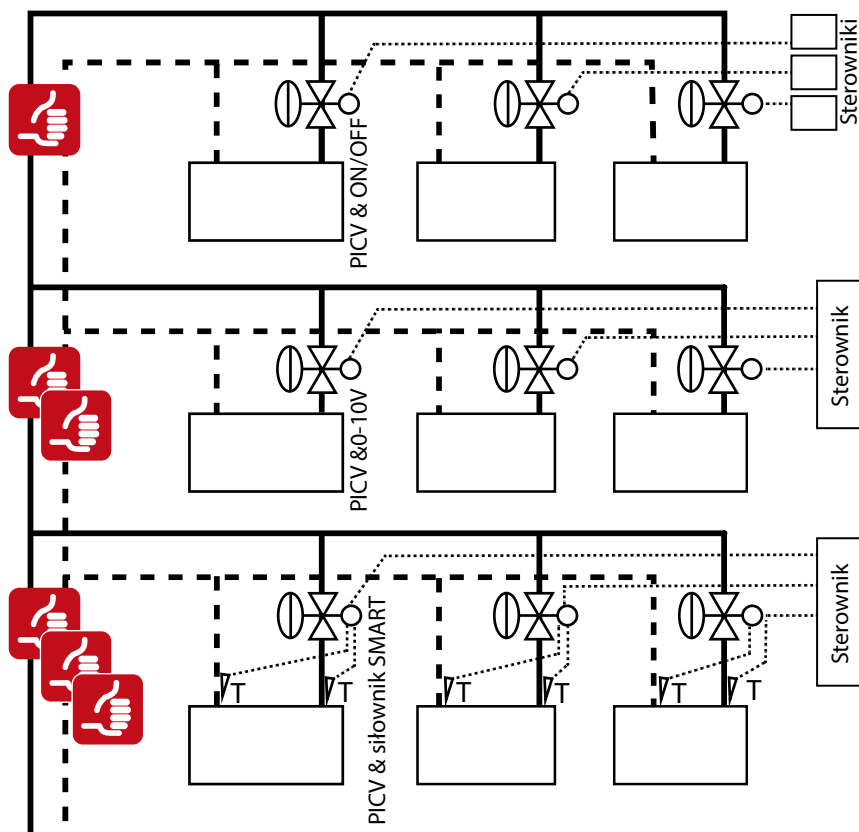 Sterowniki
PICV & ON/OFF
Sterownik
PICV &0-10V
Sterownik
PICV & siłownik SMART
T
T
T
T
T
T